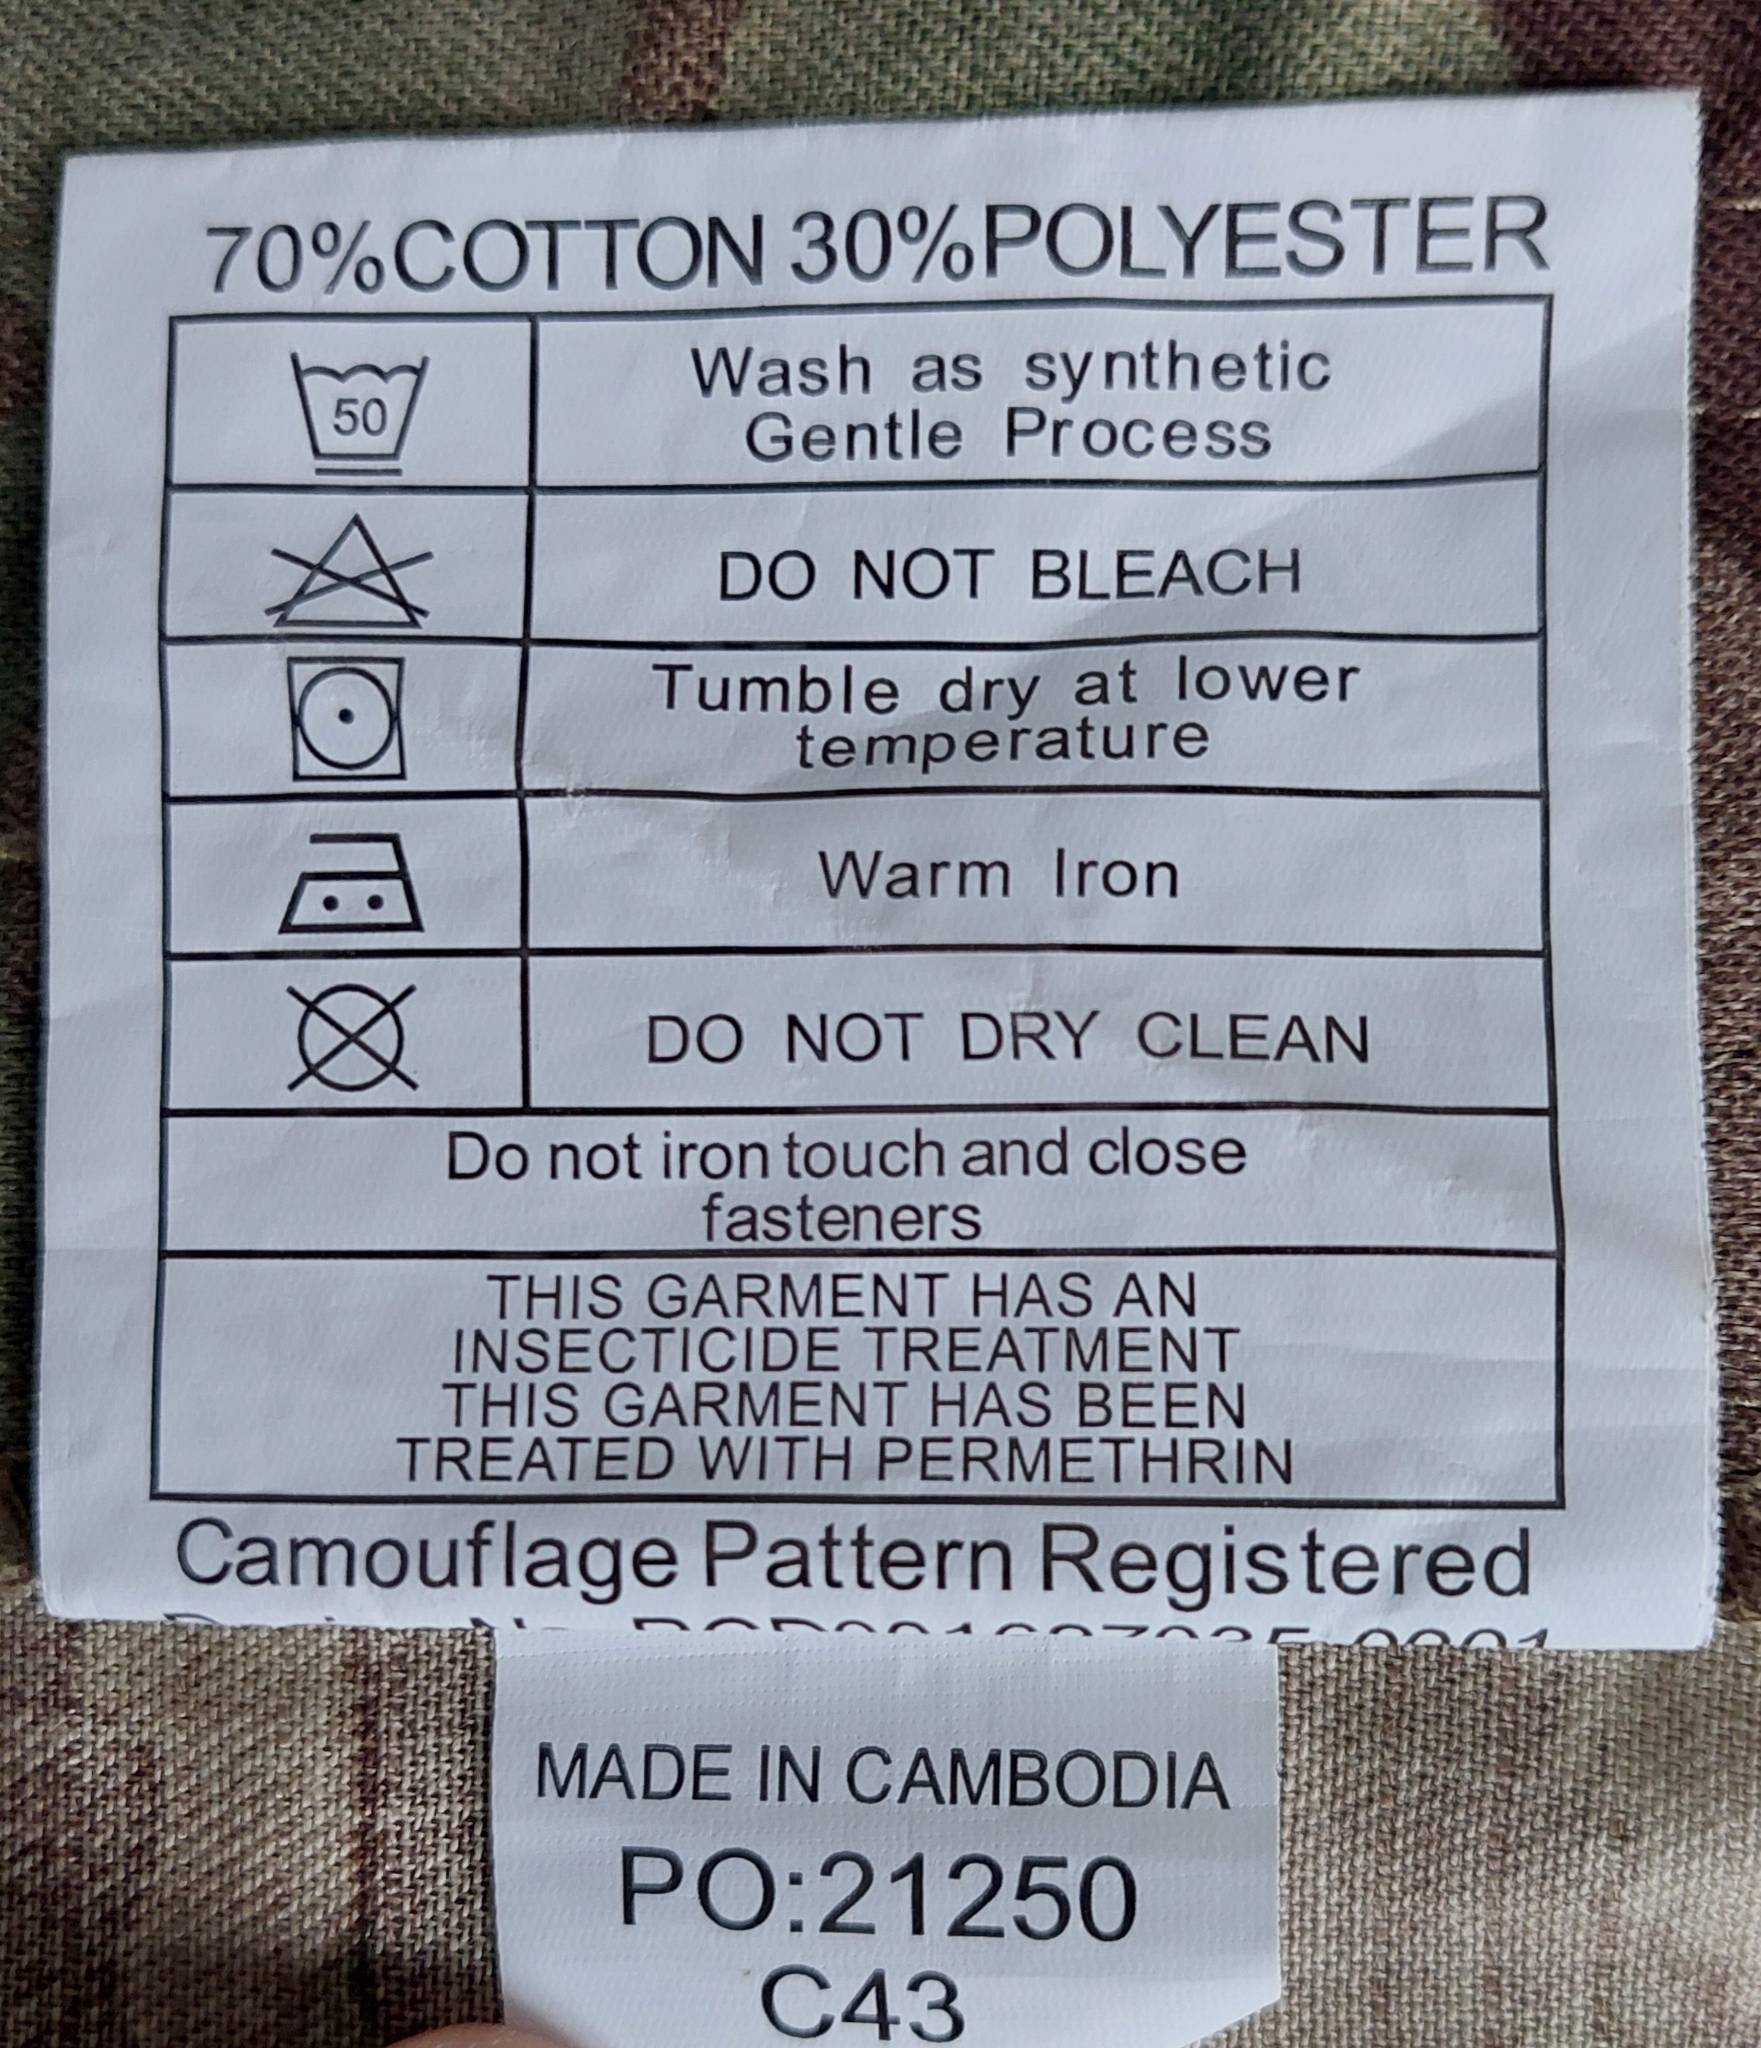 70%COTTON 30%POLYESTER
50
Wash as synthetic
Gentle Process
DO NOT BLEACH
Tumble dry at lower
temperature
Warm Iron
DO NOT DRY CLEAN
Do not iron touch and close
fasteners
THIS GARMENT HAS AN
INSECTICIDE TREATMENT
THIS GARMENT HAS BEEN
TREATED WITH PERMETHRIN
Camouflage Pattern Registered
MADE IN CAMBODIA
PO:21250
C43